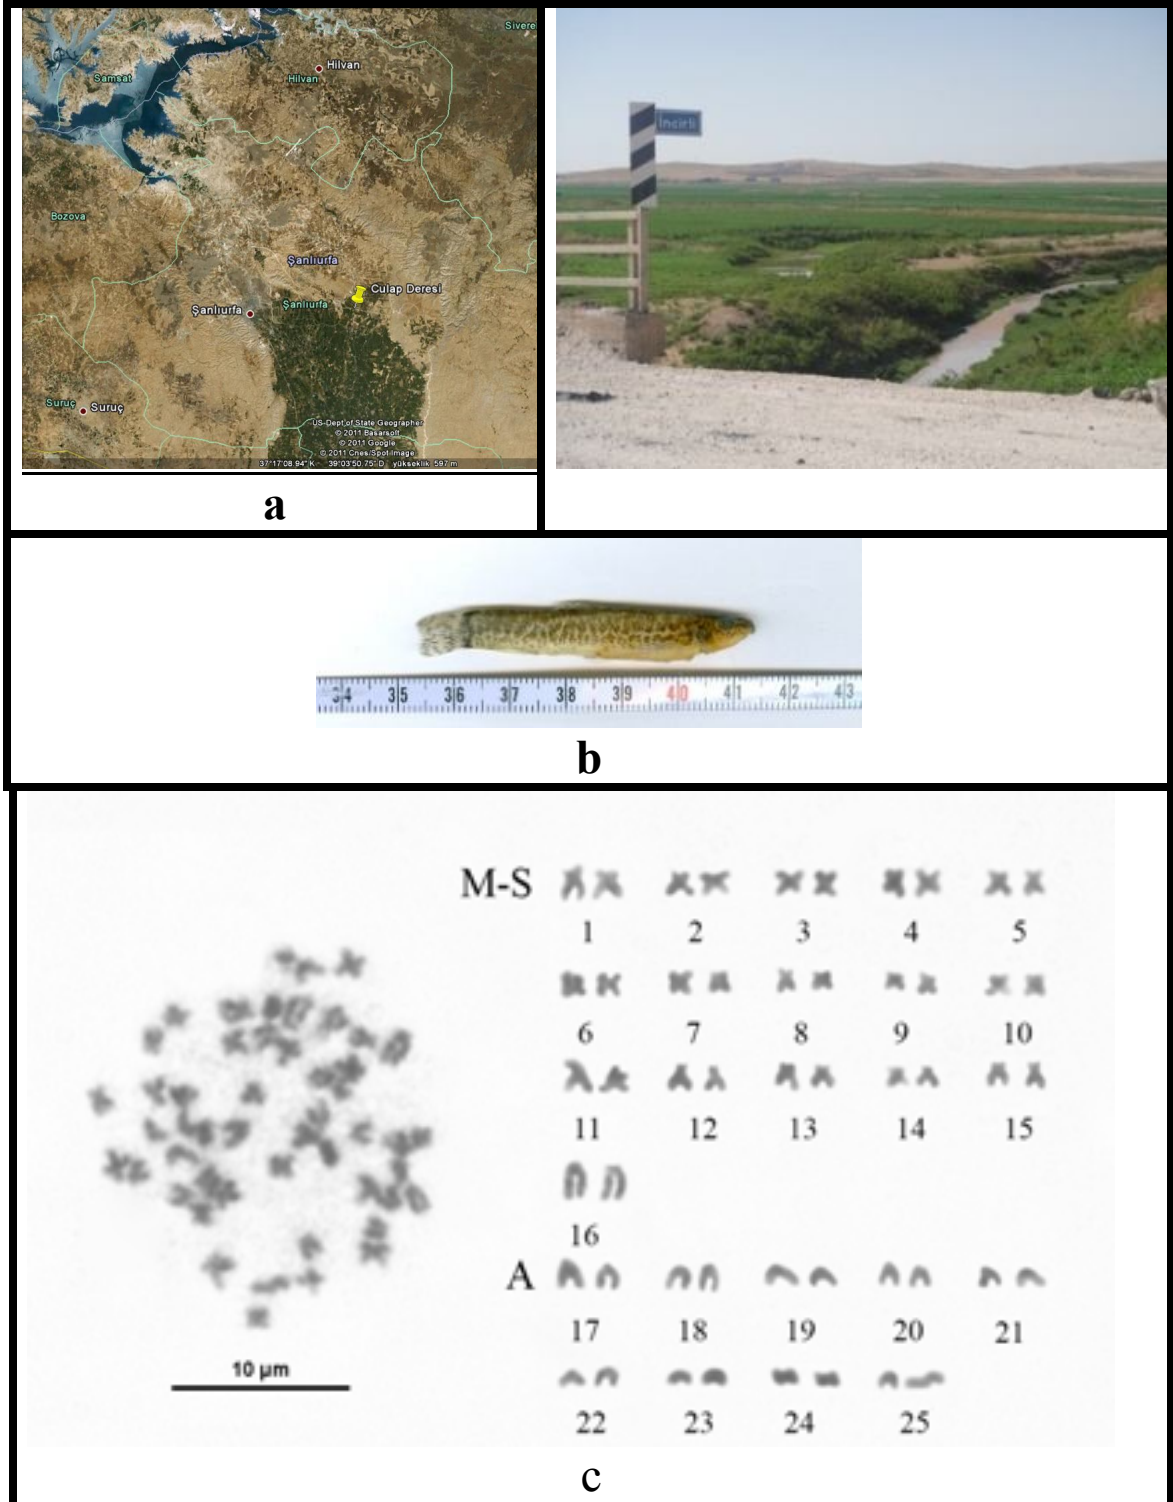 Sivere
Hilvan
Hilvan
Samsat
Bozova
Şanlıurfa
Culap Deresi
Şanlıurfa
Şanlıurfa
Suruç
Suruç
US Dept of State Geographer
© 2011 Basarsoft
© 2011 Google
© 2011 Cnes/Spot Image
37°17'08.94" K 39°03'50.75" D yükseklik 597 m
İncirli
a
34 35 36 37 38 39 40 41 42 43
b
M-S
1 2 3 4 5
6 7 8 9 10
11 12 13 14 15
16
A
17 18 19 20 21
22 23 24 25
10 µm
c